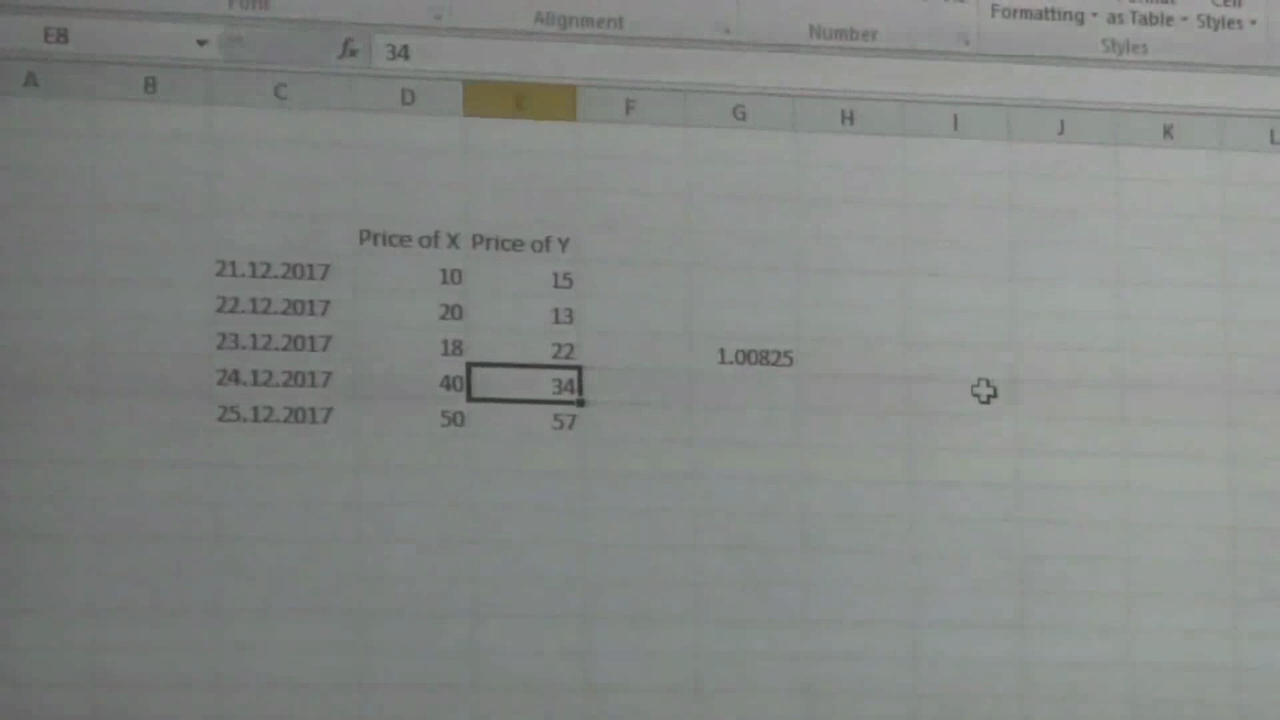 Font Alignment Number Formatting as Table Styles
Styles
E8 fx 34
A B C D E F G H I J K L
Price of X Price of Y
21.12.2017 10 15
22.12.2017 20 13
23.12.2017 18 22 1.00825
24.12.2017 40 34
25.12.2017 50 57